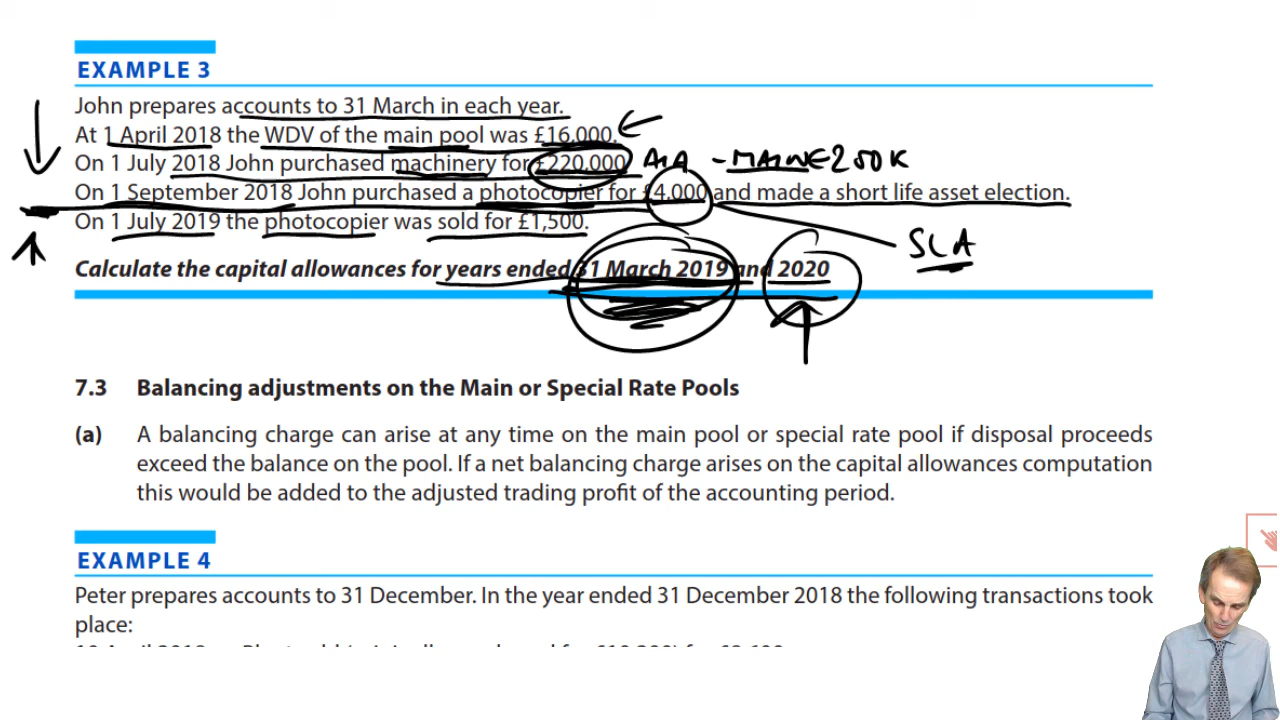 EXAMPLE 3
John prepares accounts to 31 March in each year.
At 1 April 2018 the WDV of the main pool was £16,000.
On 1 July 2018 John purchased machinery for £220,000 AIA - MAIN £200K
On 1 September 2018 John purchased a photocopier for £4,000 and made a short life asset election.
On 1 July 2019 the photocopier was sold for £1,500.
SLA
Calculate the capital allowances for years ended 31 March 2019 and 2020
7.3 Balancing adjustments on the Main or Special Rate Pools
(a) A balancing charge can arise at any time on the main pool or special rate pool if disposal proceeds
exceed the balance on the pool. If a net balancing charge arises on the capital allowances computation
this would be added to the adjusted trading profit of the accounting period.
EXAMPLE 4
Peter prepares accounts to 31 December. In the year ended 31 December 2018 the following transactions took
place: